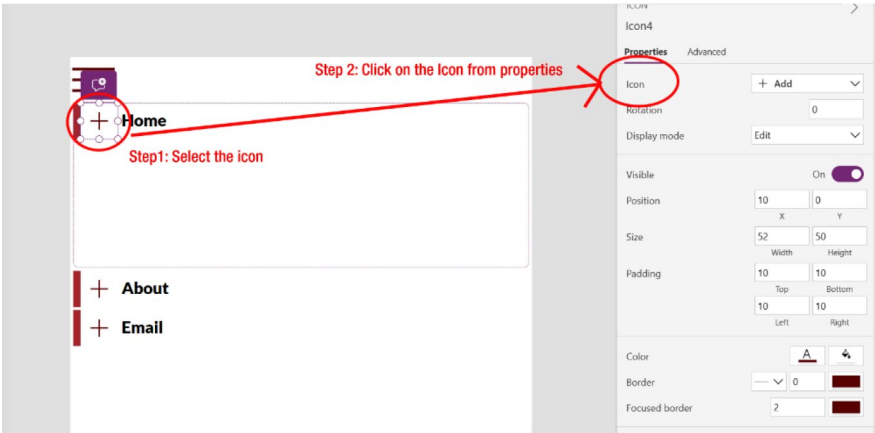 ICON
Icon4
Properties Advanced
Step 2: Click on the Icon from properties
Icon + Add
Home
Rotation 0
Display mode Edit
Step1: Select the icon
Visible On
Position 10 0
X Y
Size 52 50
Width Height
Padding 10 10
Top Bottom
About
10 10
Left Right
Email
Color A
Border 0
Focused border 2